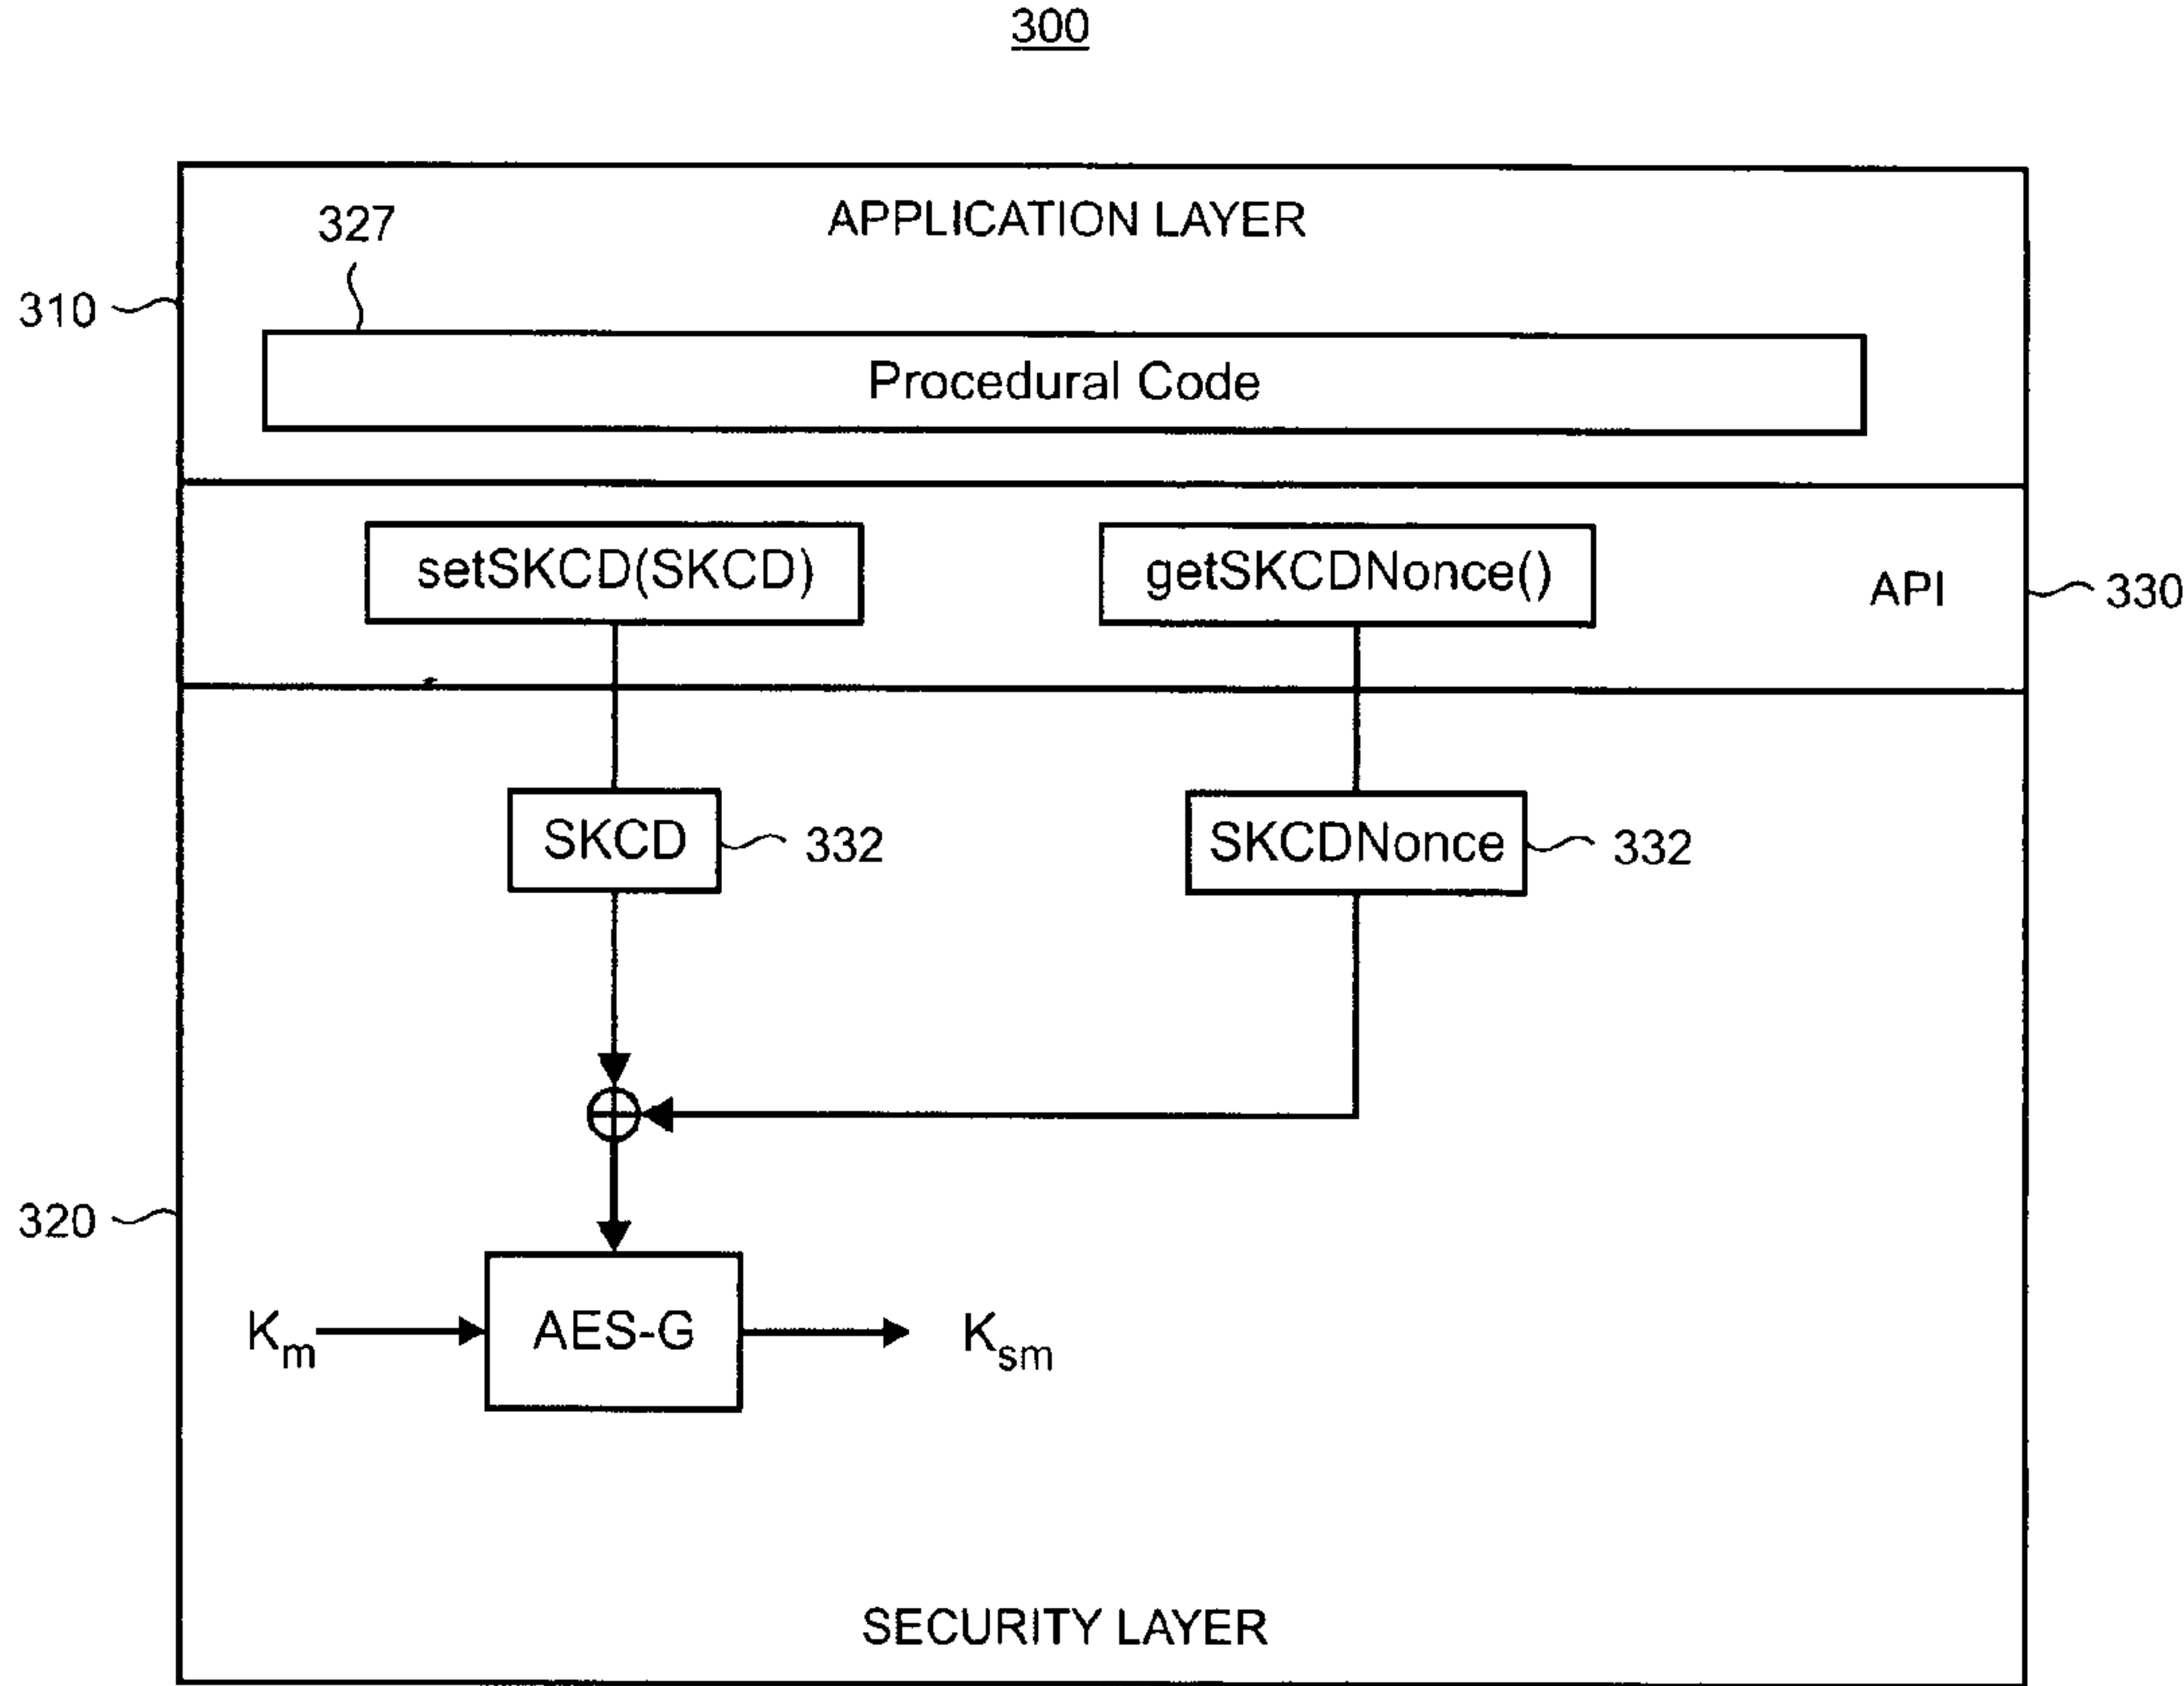 300
APPLICATION LAYER
327
310
Procedural Code
setSKCD(SKCD)
getSKCDNonce()
API
330
SKCD
332
SKCDNonce
332
320
Km
AES-G
Ksm
SECURITY LAYER